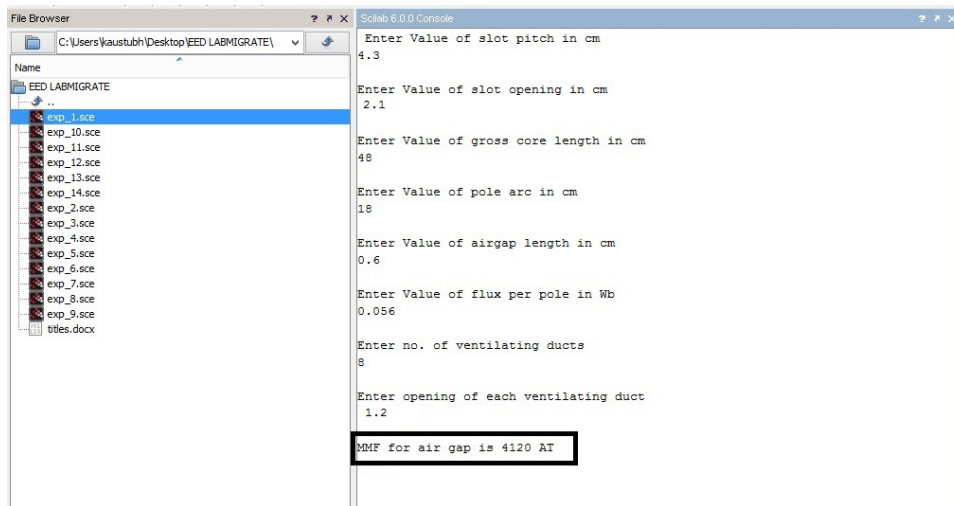 File Browser
C:\Users\kaustubh\Desktop\EED LABMIGRATE\
Name
EED LABMIGRATE
..
exp_1.sce
exp_10.sce
exp_11.sce
exp_12.sce
exp_13.sce
exp_14.sce
exp_2.sce
exp_3.sce
exp_4.sce
exp_5.sce
exp_6.sce
exp_7.sce
exp_8.sce
exp_9.sce
titles.docx
Scilab 6.0.0 Console
Enter Value of slot pitch in cm
4.3
Enter Value of slot opening in cm
2.1
Enter Value of gross core length in cm
48
Enter Value of pole arc in cm
18
Enter Value of airgap length in cm
0.6
Enter Value of flux per pole in Wb
0.056
Enter no. of ventilating ducts
8
Enter opening of each ventilating duct
1.2
MMF for air gap is 4120 AT